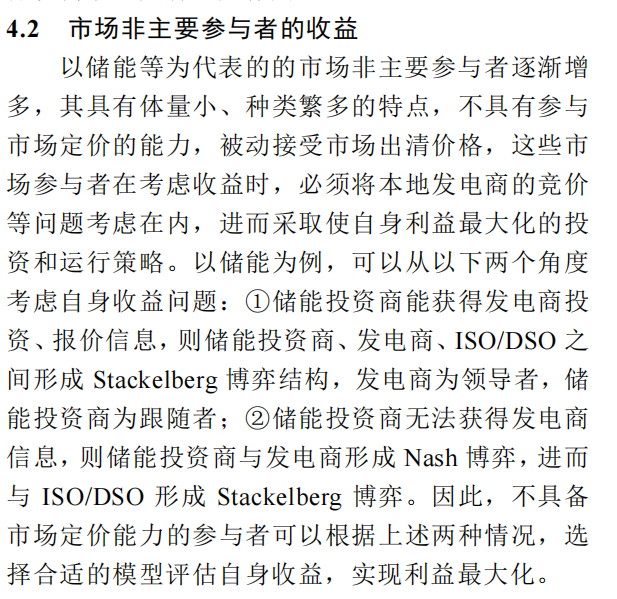 4.2 市场非主要参与者的收益
以储能等为代表的的市场非主要参与者逐渐增
多，其具有体量小、种类繁多的特点，不具有参与
市场定价的能力，被动接受市场出清价格，这些市
场参与者在考虑收益时，必须将本地发电商的竞价
等问题考虑在内，进而采取使自身利益最大化的投
资和运行策略。以储能为例，可以从以下两个角度
考虑自身收益问题：①储能投资商能获得发电商投
资、报价信息，则储能投资商、发电商、ISO/DSO 之
间形成 Stackelberg 博弈结构，发电商为领导者，储
能投资商为跟随者；②储能投资商无法获得发电商
信息，则储能投资商与发电商形成 Nash 博弈，进而
与 ISO/DSO 形成 Stackelberg 博弈。因此，不具备
市场定价能力的参与者可以根据上述两种情况，选
择合适的模型评估自身收益，实现利益最大化。